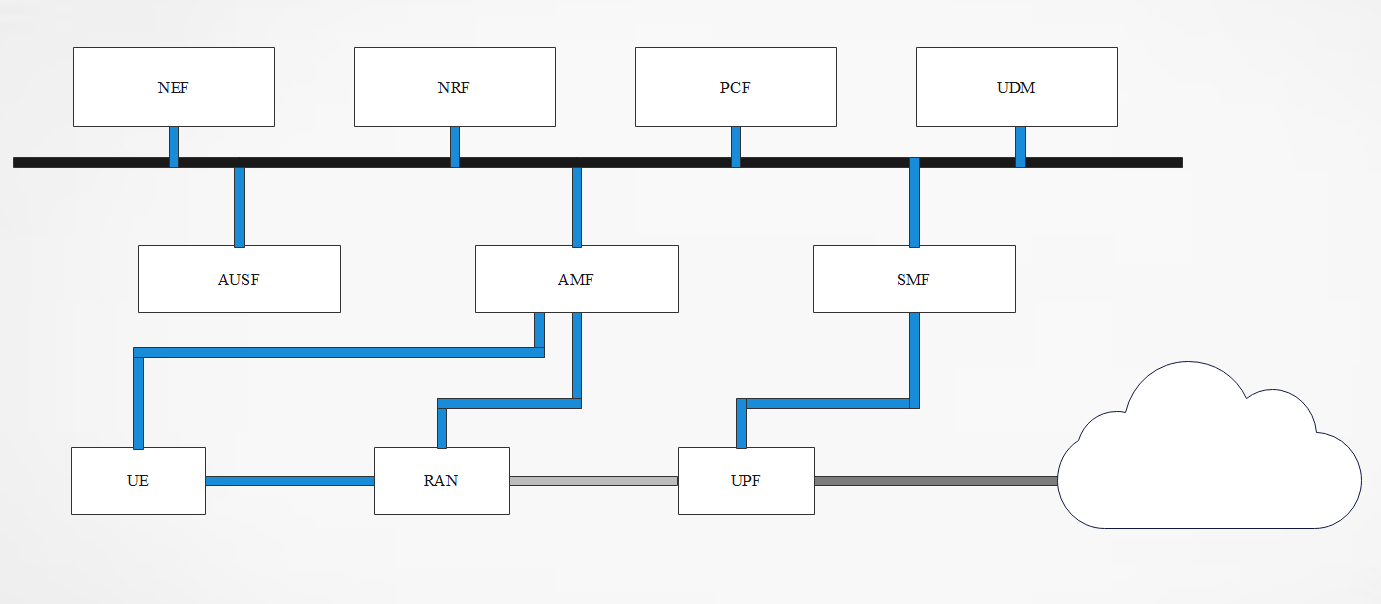 NEF
NRF
PCF
UDM
AUSF
AMF
SMF
UE
RAN
UPF